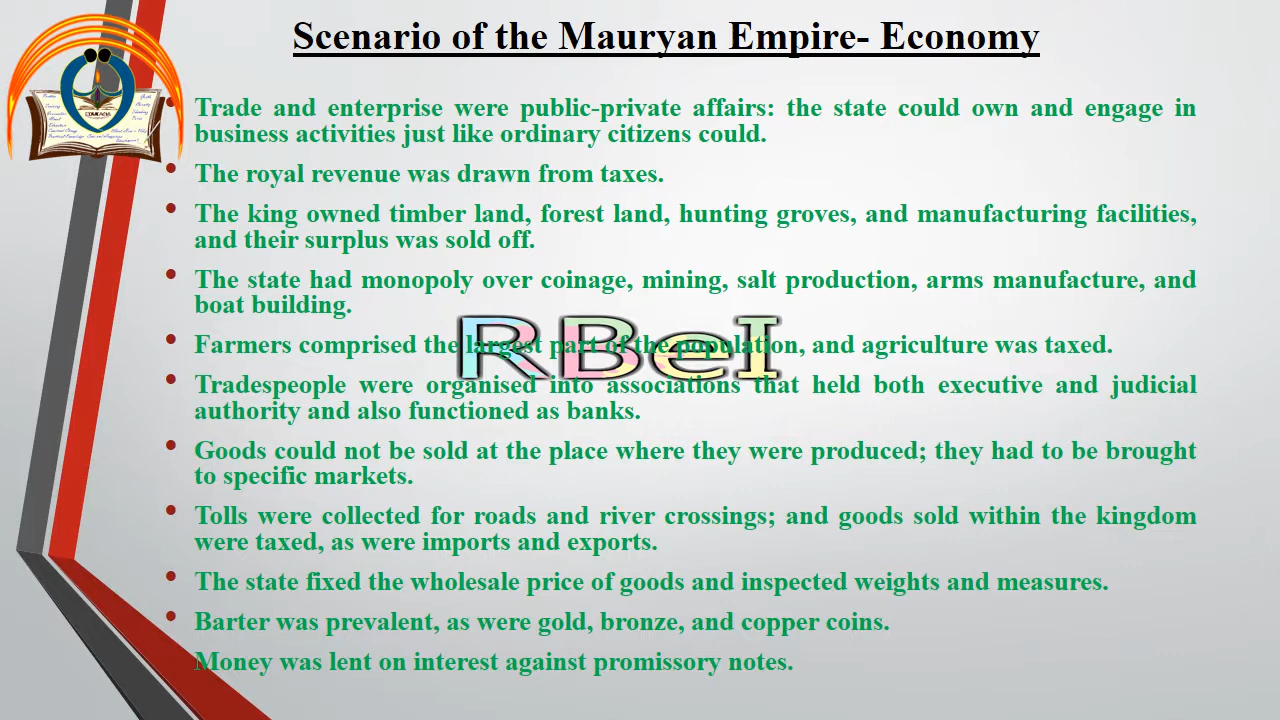 Scenario of the Mauryan Empire- Economy
• Trade and enterprise were public-private affairs: the state could own and engage in
business activities just like ordinary citizens could.
• The royal revenue was drawn from taxes.
• The king owned timber land, forest land, hunting groves, and manufacturing facilities,
and their surplus was sold off.
• The state had monopoly over coinage, mining, salt production, arms manufacture, and
boat building.
RBeI
• Farmers comprised the largest part of the population, and agriculture was taxed.
• Tradespeople were organised into associations that held both executive and judicial
authority and also functioned as banks.
• Goods could not be sold at the place where they were produced; they had to be brought
to specific markets.
• Tolls were collected for roads and river crossings; and goods sold within the kingdom
were taxed, as were imports and exports.
• The state fixed the wholesale price of goods and inspected weights and measures.
• Barter was prevalent, as were gold, bronze, and copper coins.
Money was lent on interest against promissory notes.